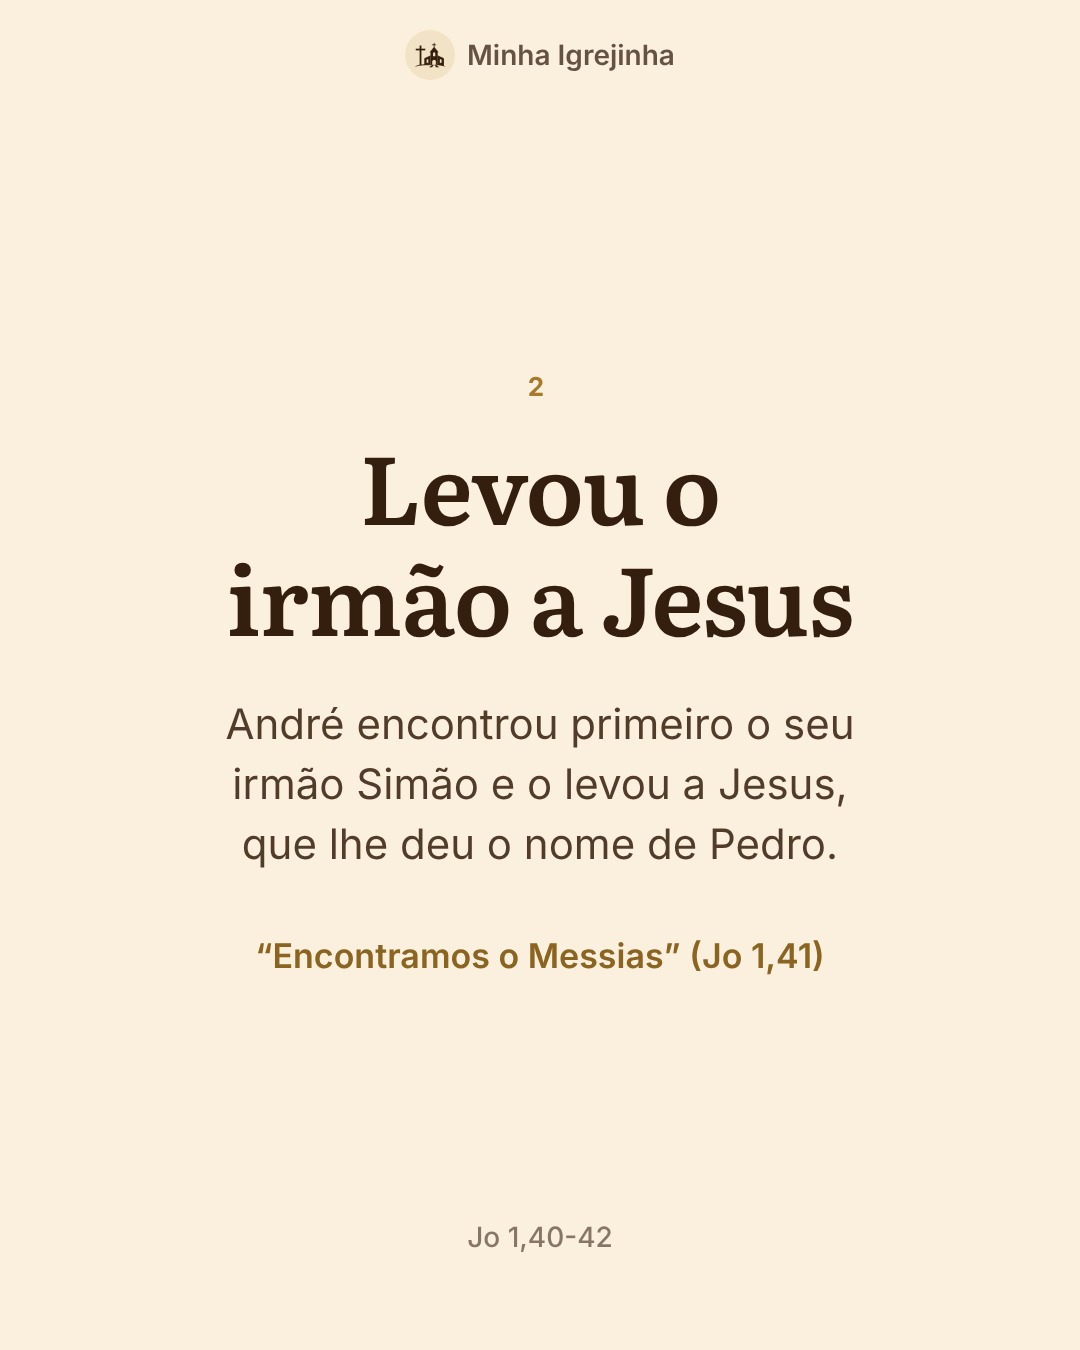 Minha Igrejinha
2
Levou o
irmão a Jesus
André encontrou primeiro o seu
irmão Simão e o levou a Jesus,
que lhe deu o nome de Pedro.
“Encontramos o Messias” (Jo 1,41)
Jo 1,40-42